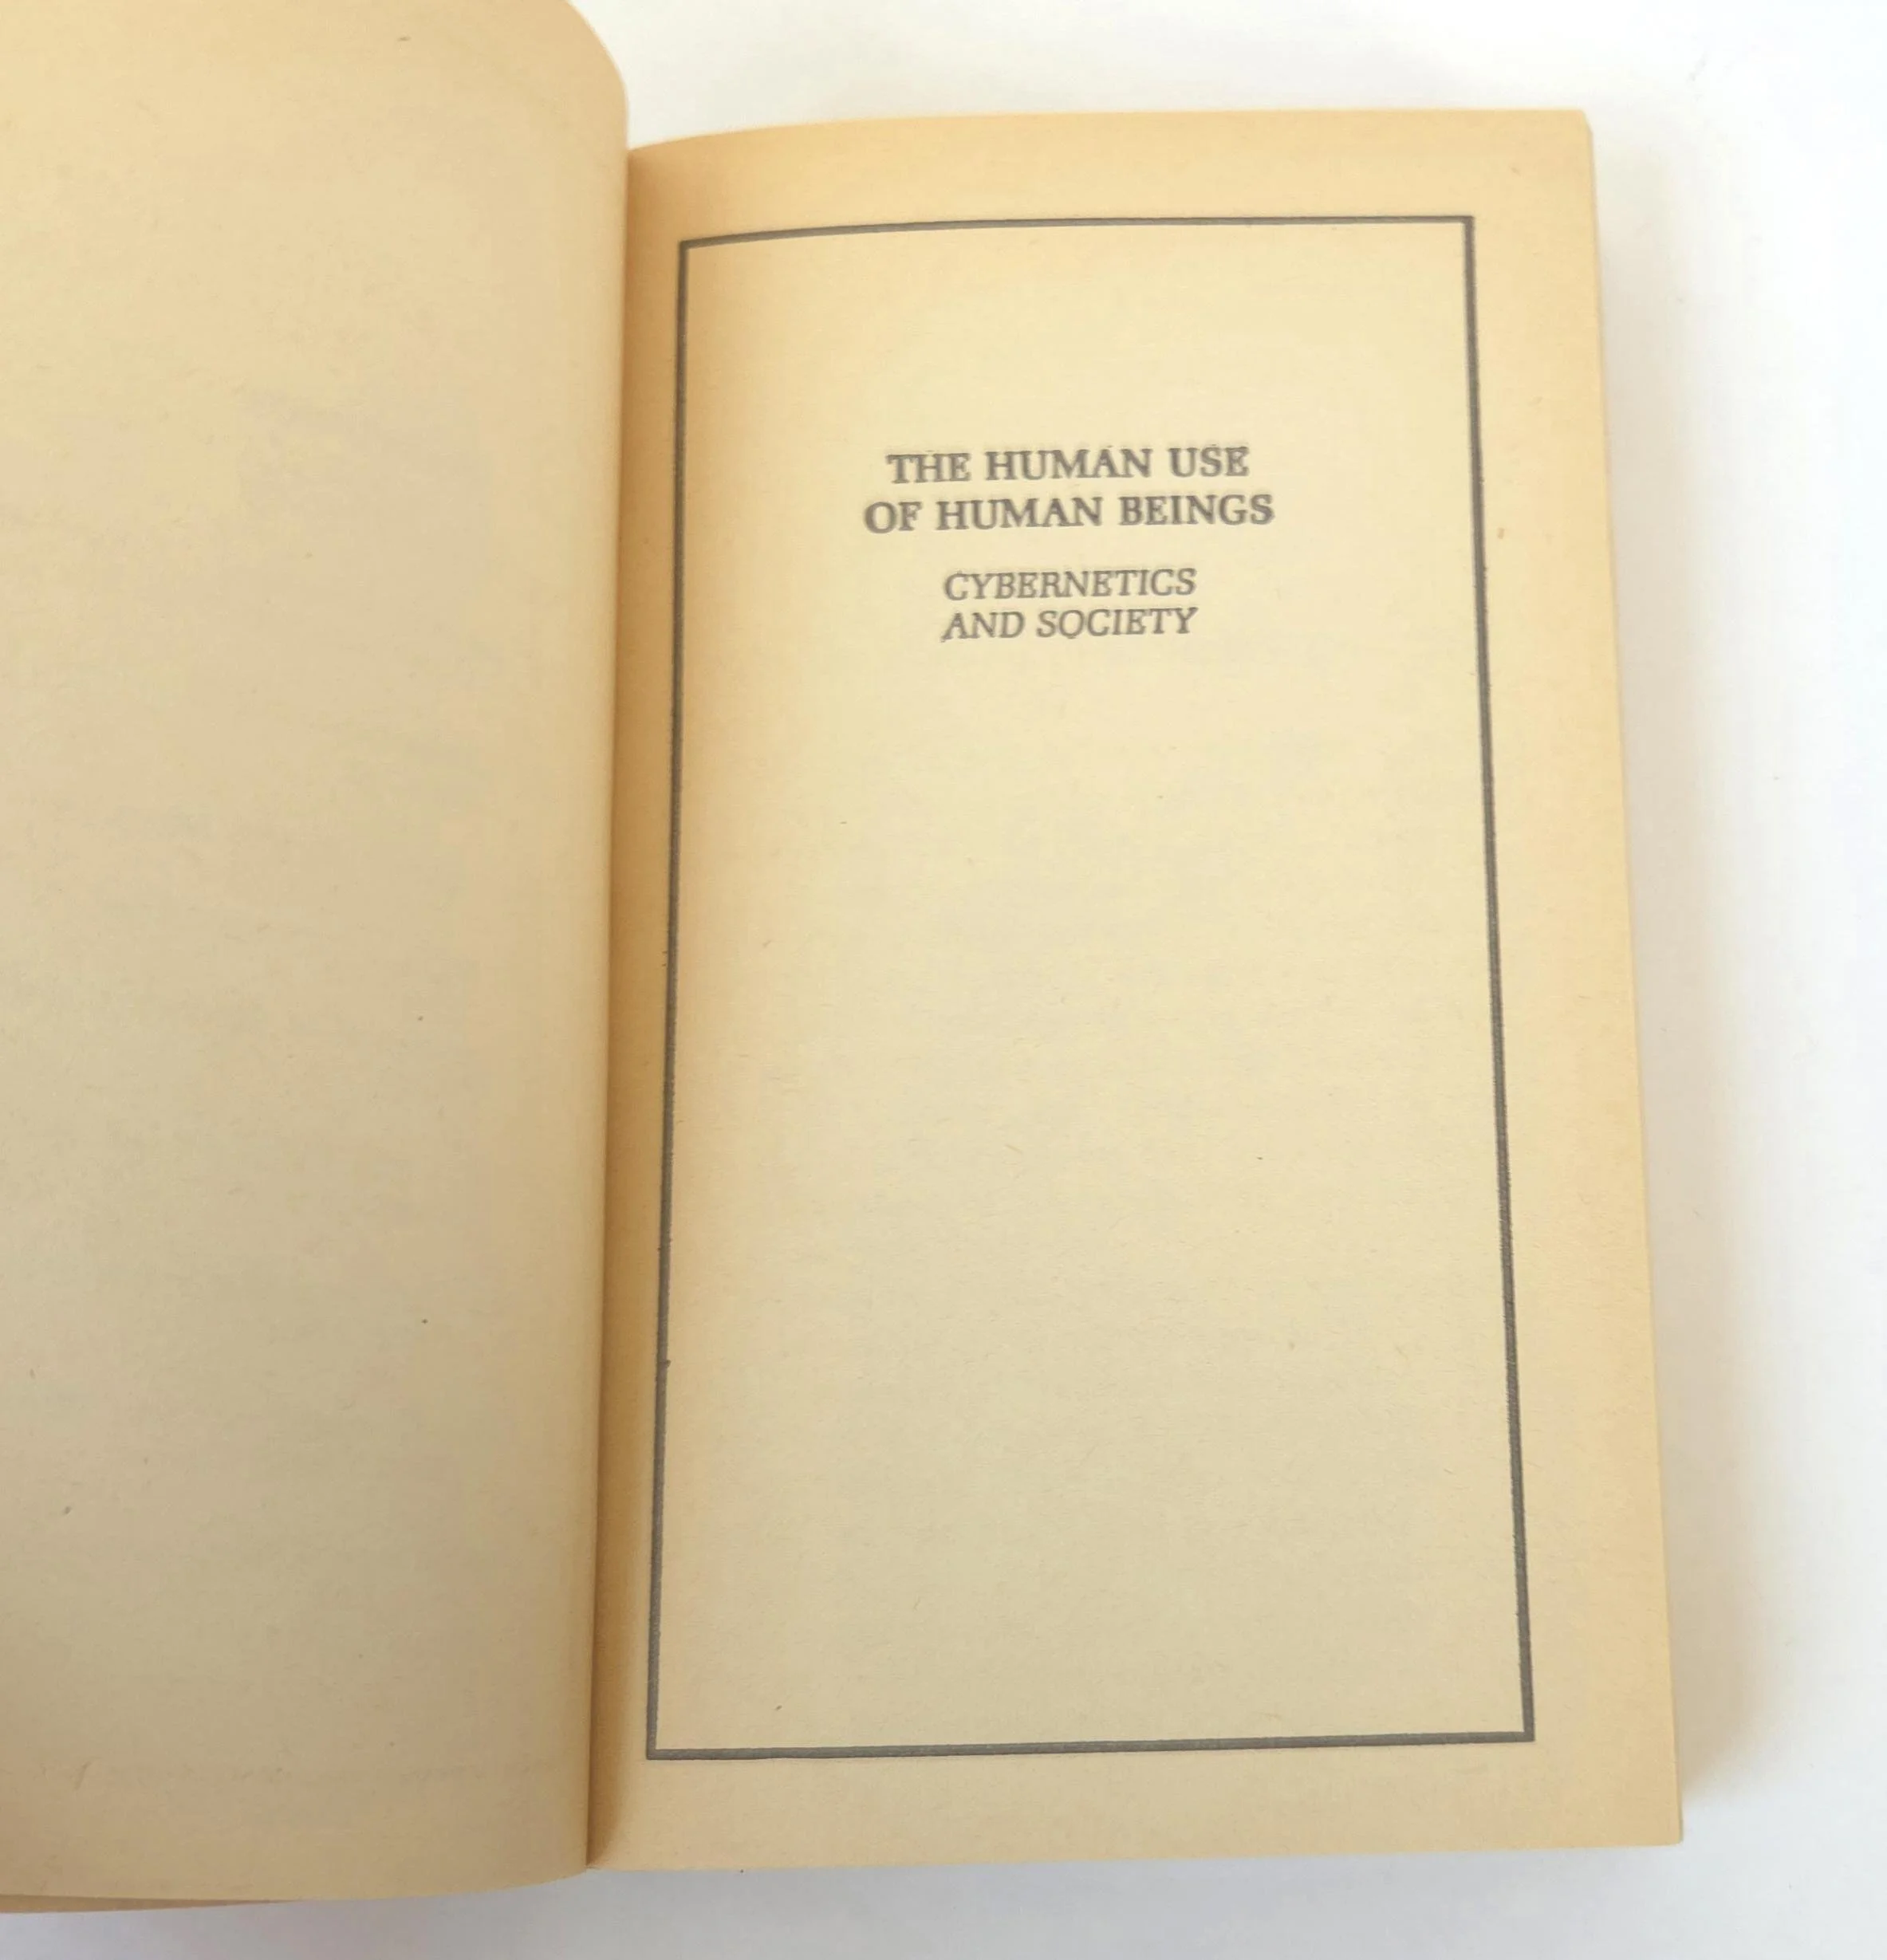 THE HUMAN USE
OF HUMAN BEINGS
CYBERNETICS
AND SOCIETY